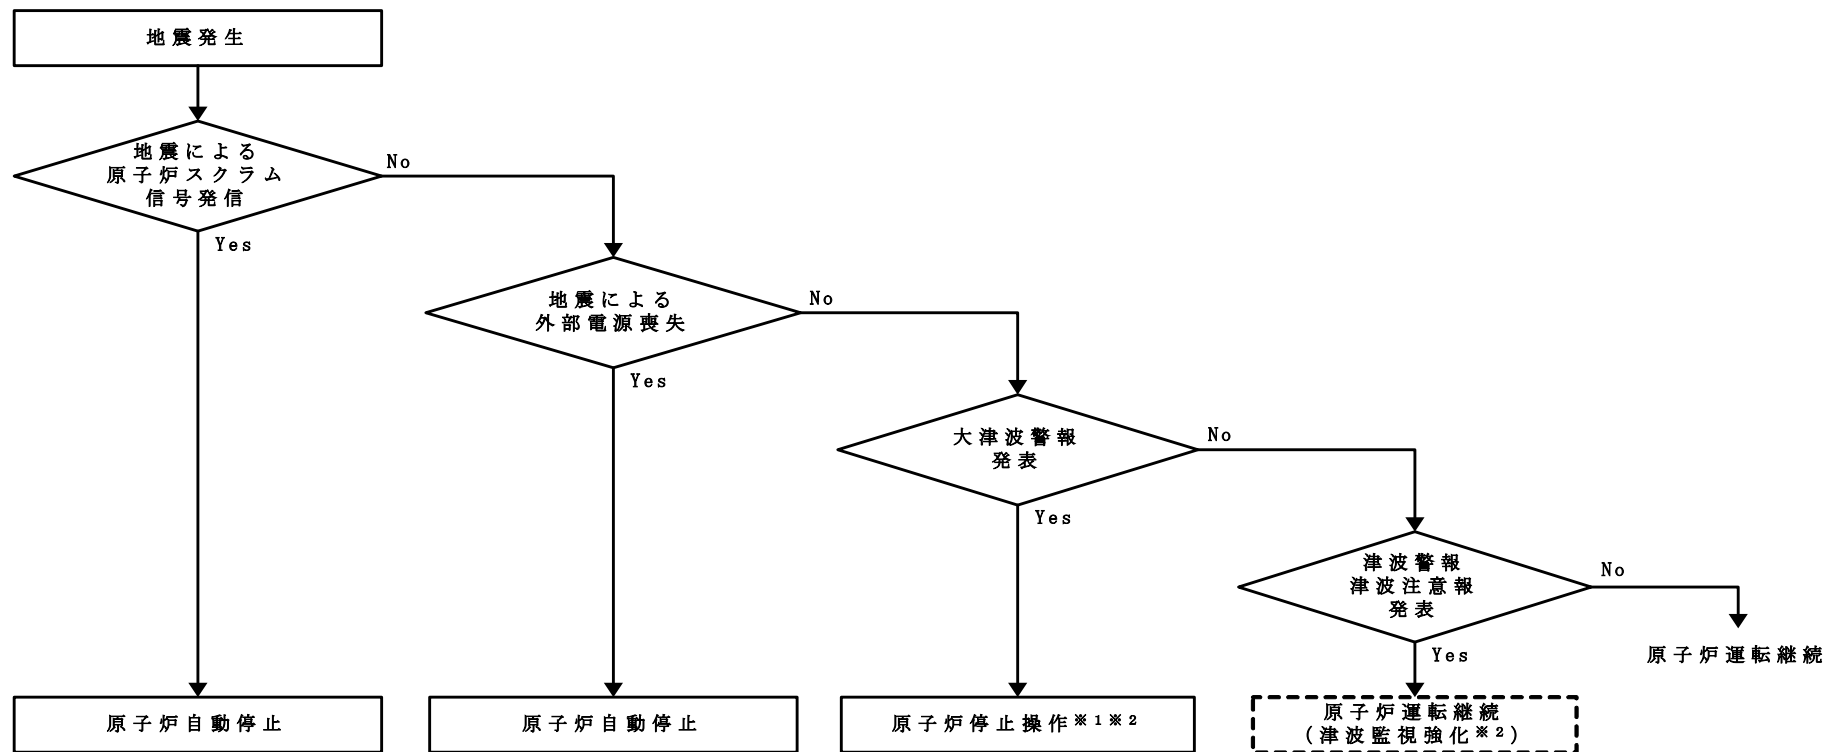 地震発生
地震による
原子炉スクラム
信号発信
No
Yes
地震による
外部電源喪失
No
Yes
大津波警報
発表
No
Yes
津波警報
津波注意報
発表
No
Yes
原子炉運転継続
原子炉自動停止
原子炉自動停止
原子炉停止操作※1※2
原子炉運転継続
(津波監視強化※2)